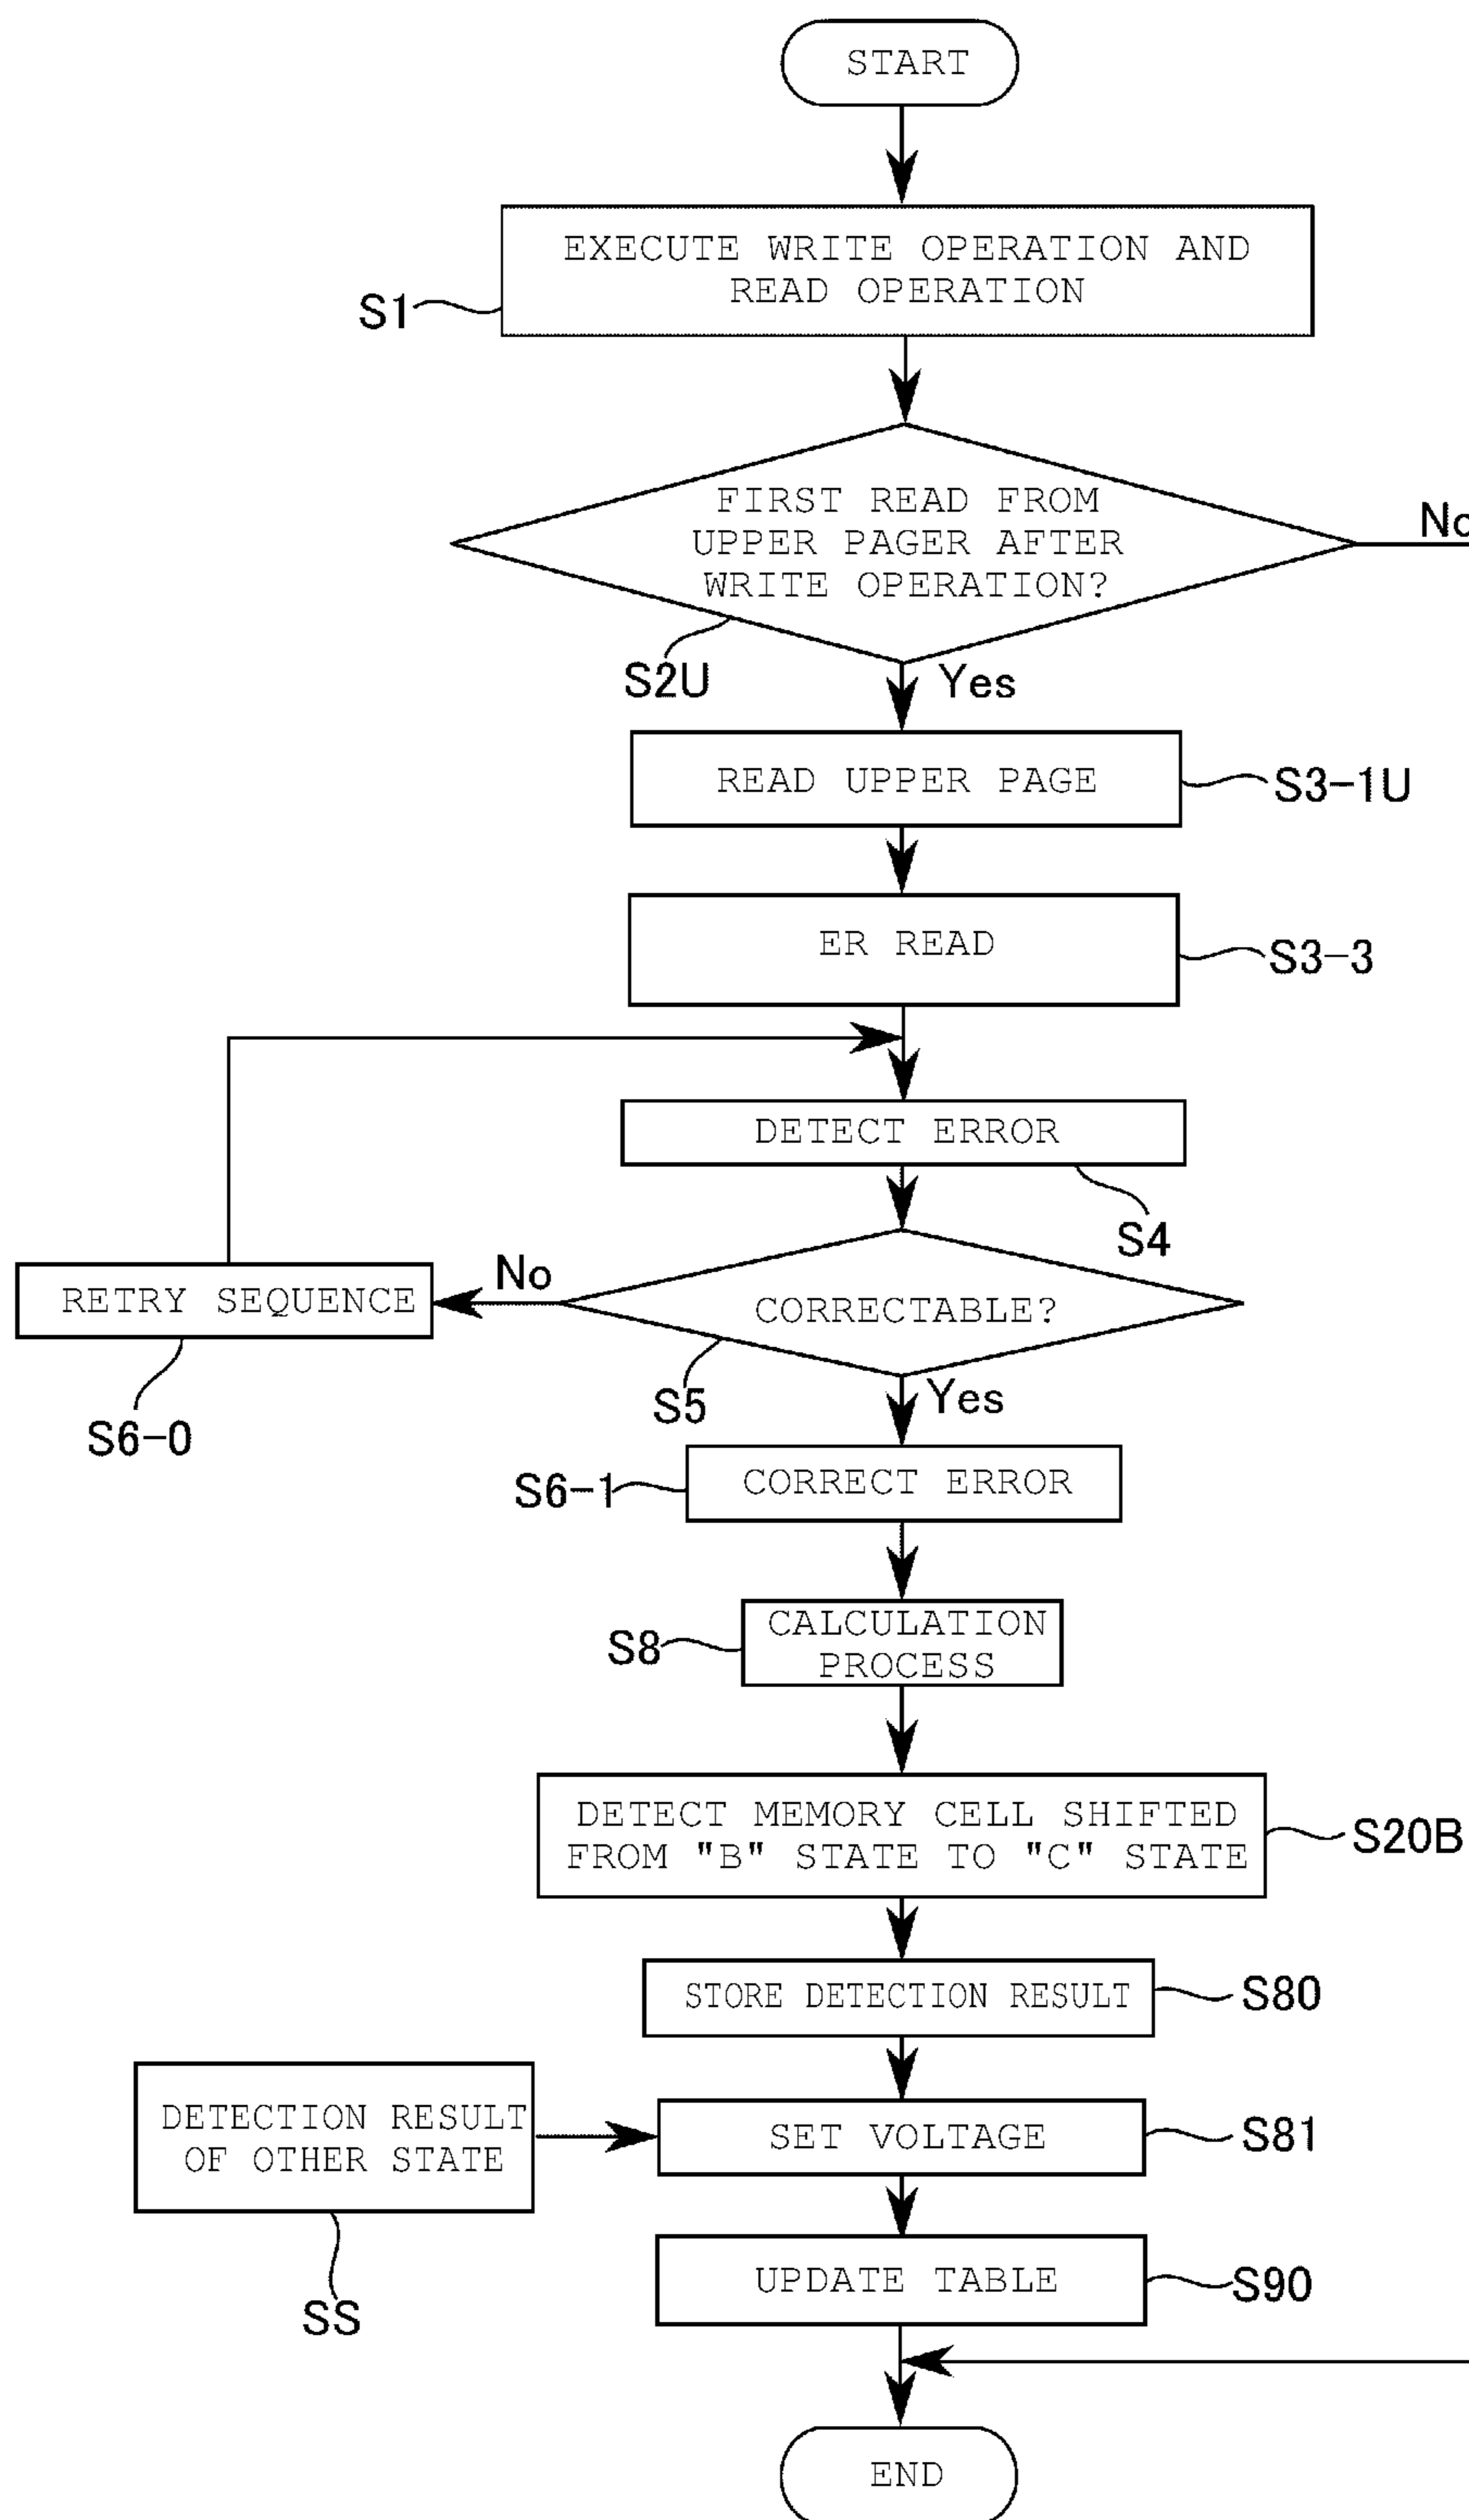 START
EXECUTE WRITE OPERATION AND
READ OPERATION
S1
FIRST READ FROM
UPPER PAGER AFTER
WRITE OPERATION?
No
S2U
Yes
READ UPPER PAGE
S3-1U
ER READ
S3-3
DETECT ERROR
S4
CORRECTABLE?
No
RETRY SEQUENCE
S6-0
S5
Yes
CORRECT ERROR
S6-1
CALCULATION
PROCESS
S8
DETECT MEMORY CELL SHIFTED
FROM "B" STATE TO "C" STATE
S20B
STORE DETECTION RESULT
S80
DETECTION RESULT
OF OTHER STATE
SS
SET VOLTAGE
S81
UPDATE TABLE
S90
END